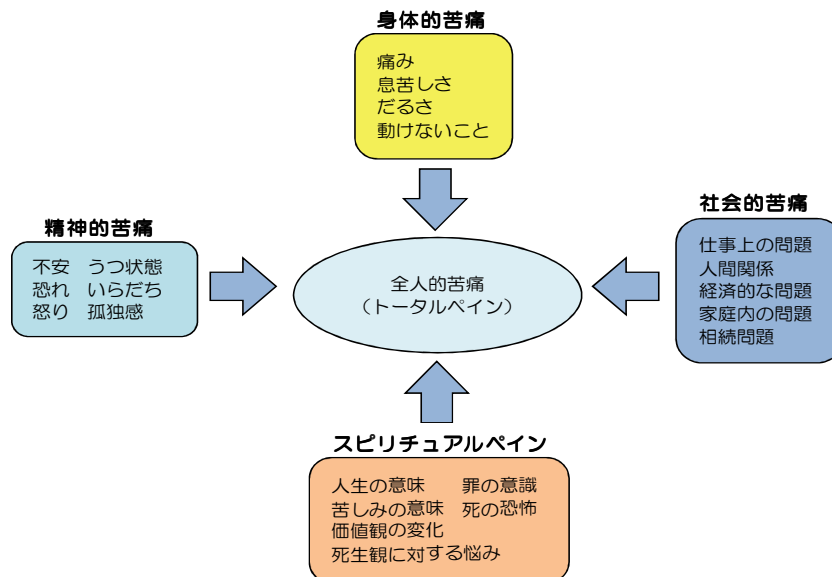 身体的苦痛
痛み
息苦しさ
だるさ
動けないこと
精神的苦痛
不安　うつ状態
恐れ　いらだち
怒り　孤独感
全人的苦痛
（トータルペイン）
社会的苦痛
仕事上の問題
人間関係
経済的な問題
家庭内の問題
相続問題
スピリチュアルペイン
人生の意味　罪の意識
苦しみの意味　死の恐怖
価値観の変化
死生観に対する悩み